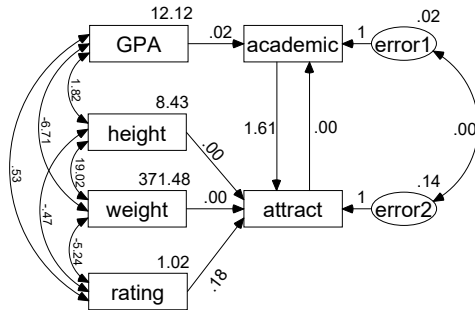 12.12
.02
GPA
.02
academic
1
error1
1.82
8.43
-6.71
height
.00
1.61
.00
.00
.53
19.02
371.48
.14
-.47
weight
.00
attract
1
error2
-5.24
1.02
.18
rating